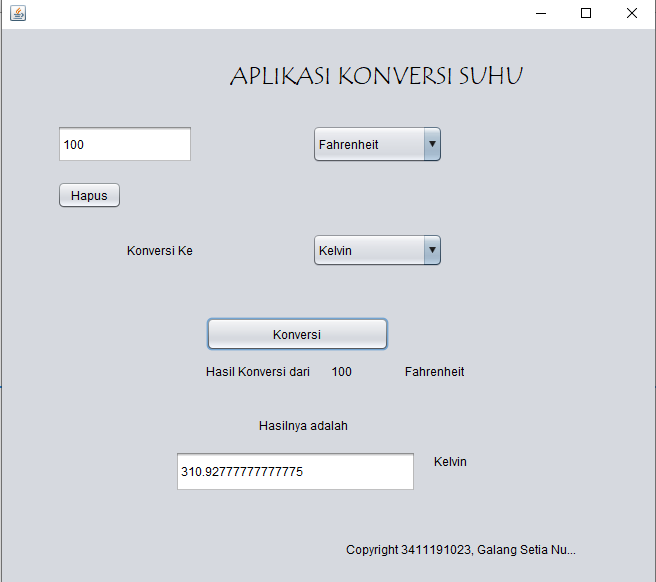 APLIKASI KONVERSI SUHU
100 Fahrenheit
Hapus
Konversi Ke Kelvin
Konversi
Hasil Konversi dari 100 Fahrenheit
Hasilnya adalah
310.92777777777775 Kelvin
Copyright 3411191023, Galang Setia Nu...